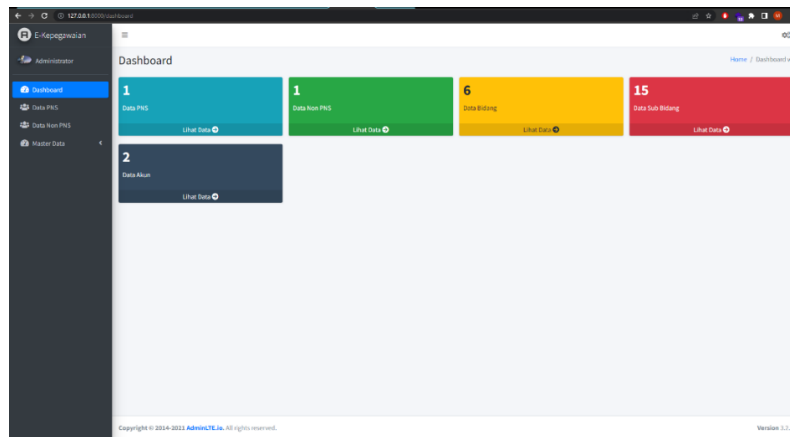 127.0.0.1:8000/dashboard
E-Kepegawaian
Administrator
Dashboard
Data PNS
Data Non PNS
Master Data
Dashboard
Home / Dashboard
1
Data PNS
Lihat Data
1
Data Non PNS
Lihat Data
6
Data Bidang
Lihat Data
15
Data Sub Bidang
Lihat Data
2
Data Akun
Lihat Data
Copyright © 2014-2021 AdminLTE.io. All rights reserved.
Version